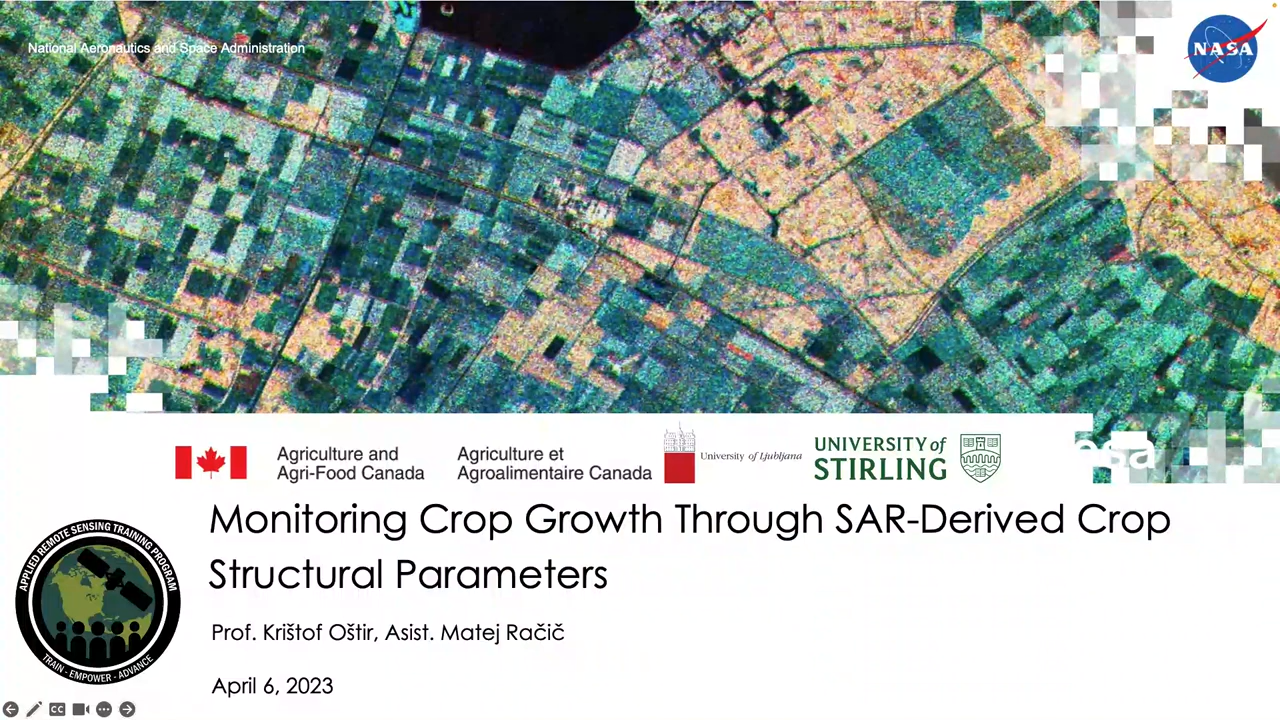 National Aeronautics and Space Administration
NASA
Agriculture and
Agri-Food Canada
Agriculture et
Agroalimentaire Canada
University of Ljubljana
UNIVERSITY of
STIRLING
esa
Monitoring Crop Growth Through SAR-Derived Crop
Structural Parameters
APPLIED REMOTE SENSING TRAINING PROGRAM
TRAIN - EMPOWER - ADVANCE
Prof. Krištof Oštir, Asist. Matej Račič
April 6, 2023
CC